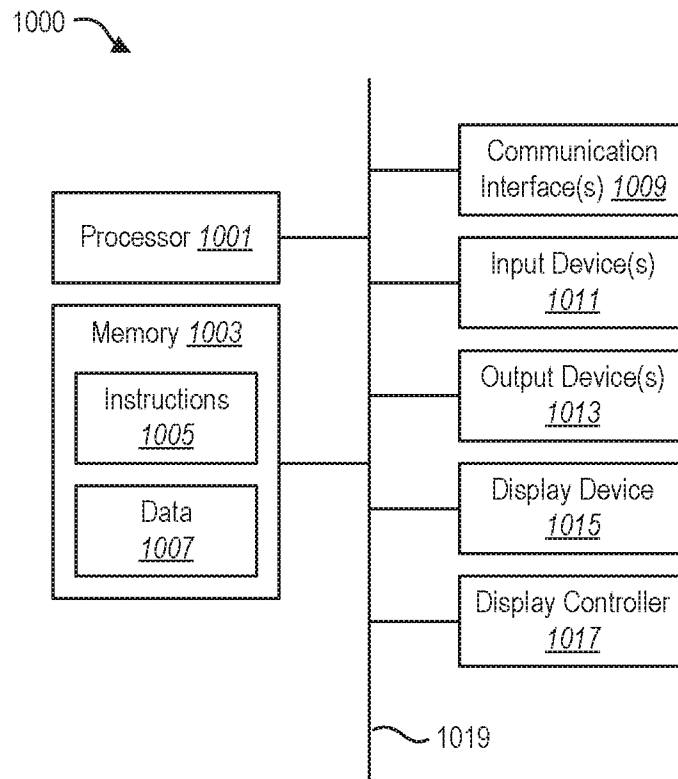 1000
Communication
Interface(s) 1009
Processor 1001
Input Device(s)
1011
Memory 1003
Instructions
1005
Output Device(s)
1013
Data
1007
Display Device
1015
Display Controller
1017
1019